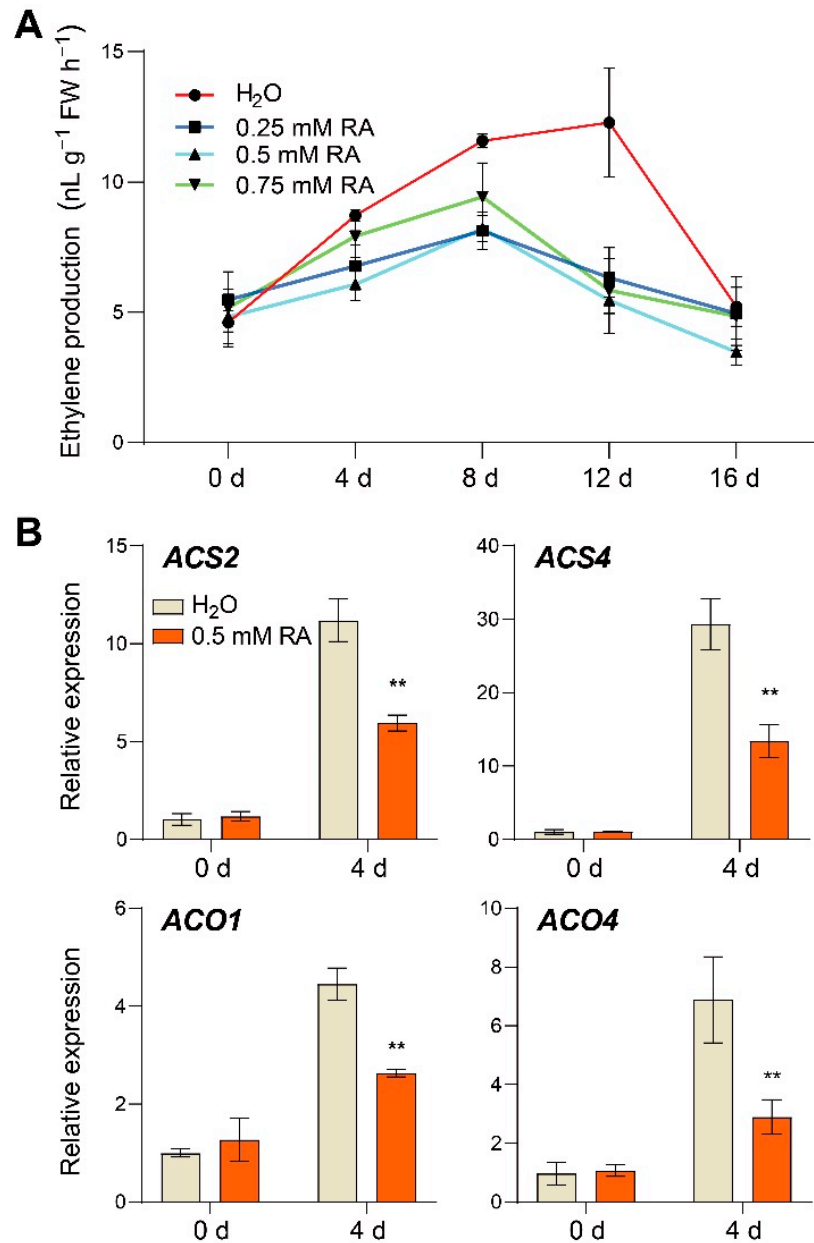 A
Ethylene production (nL g⁻¹ FW h⁻¹)
15
10
5
0
H₂O
0.25 mM RA
0.5 mM RA
0.75 mM RA
0 d
4 d
8 d
12 d
16 d
B
Relative expression
15
10
5
0
ACS2
H₂O
0.5 mM RA
**
0 d
4 d
40
30
20
10
0
ACS4
**
0 d
4 d
Relative expression
6
4
2
0
ACO1
**
0 d
4 d
10
8
6
4
2
0
ACO4
**
0 d
4 d